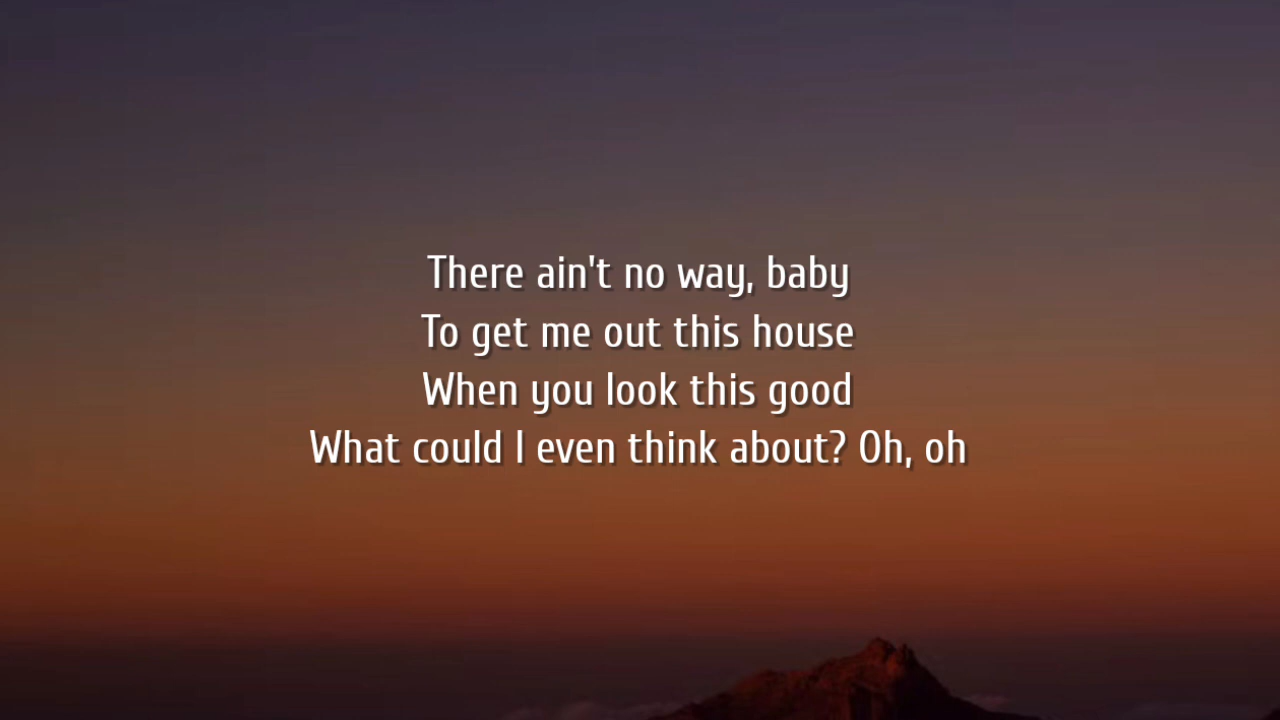 There ain't no way, baby
To get me out this house
When you look this good
What could I even think about? Oh, oh